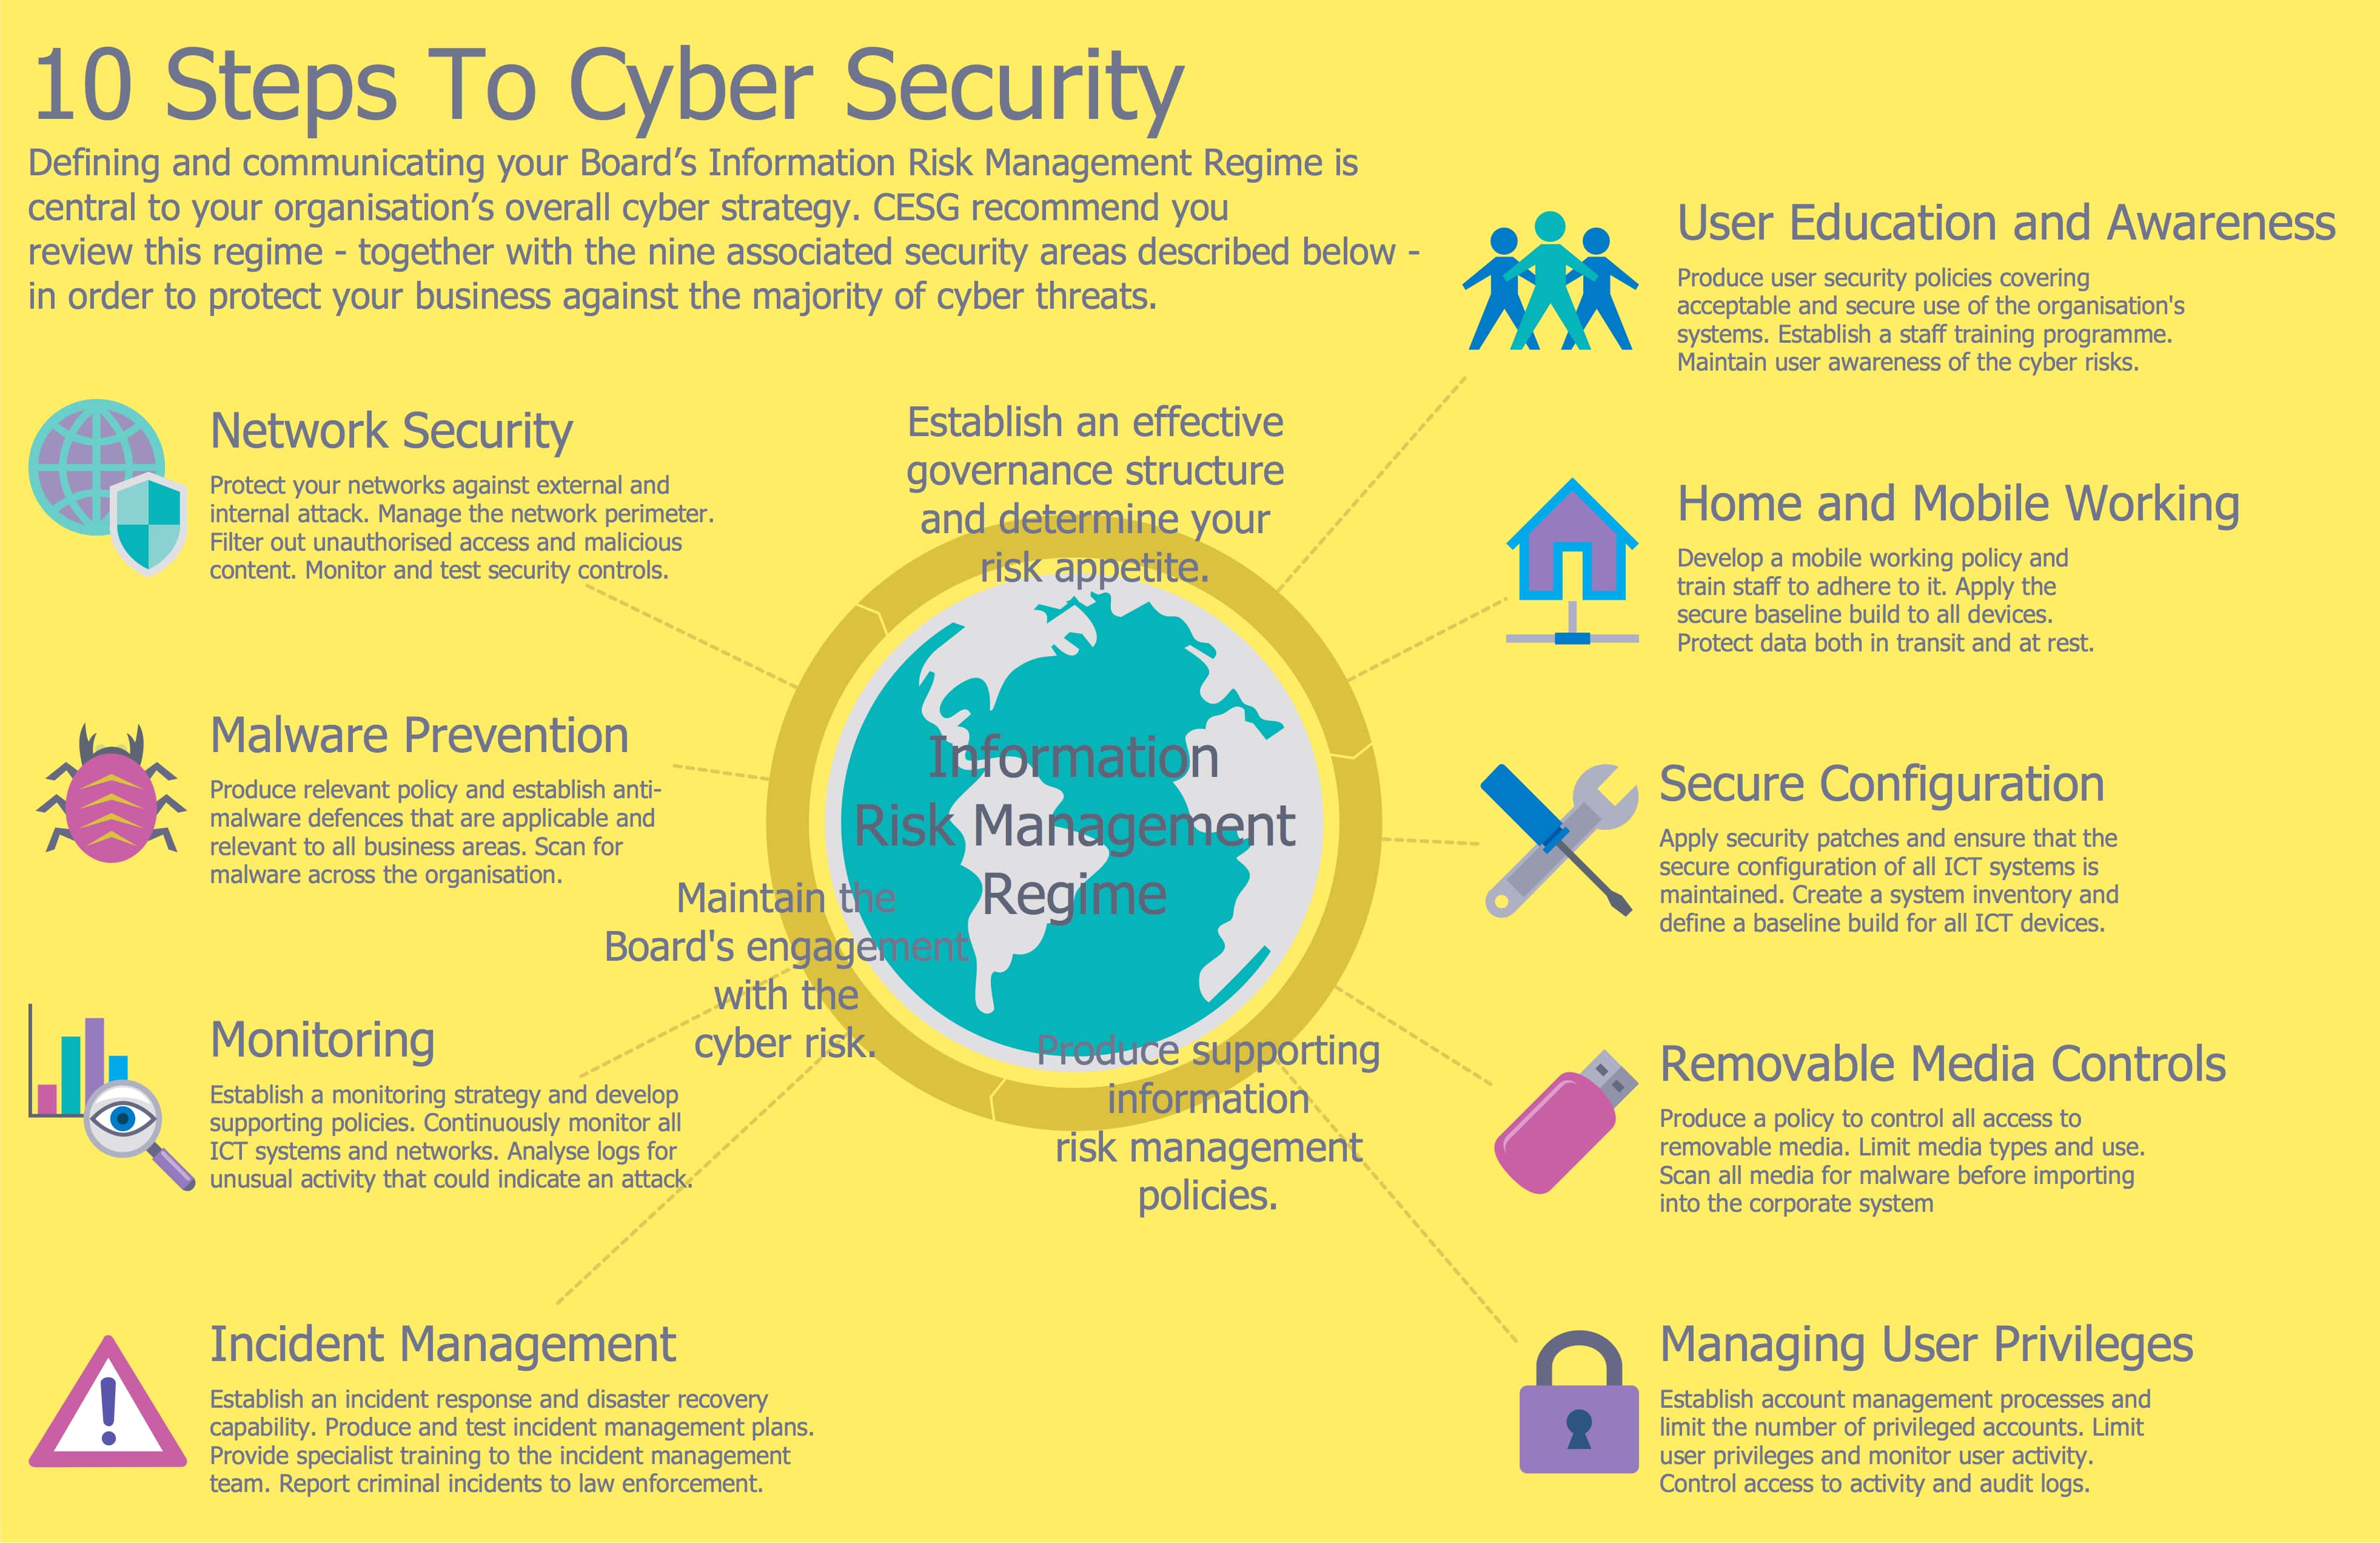 10 Steps To Cyber Security
Defining and communicating your Board’s Information Risk Management Regime is
central to your organisation’s overall cyber strategy. CESG recommend you
review this regime - together with the nine associated security areas described below -
in order to protect your business against the majority of cyber threats.
Network Security
Protect your networks against external and
internal attack. Manage the network perimeter.
Filter out unauthorised access and malicious
content. Monitor and test security controls.
Malware Prevention
Produce relevant policy and establish anti-
malware defences that are applicable and
relevant to all business areas. Scan for
malware across the organisation.
Monitoring
Establish a monitoring strategy and develop
supporting policies. Continuously monitor all
ICT systems and networks. Analyse logs for
unusual activity that could indicate an attack.
Incident Management
Establish an incident response and disaster recovery
capability. Produce and test incident management plans.
Provide specialist training to the incident management
team. Report criminal incidents to law enforcement.
Establish an effective
governance structure
and determine your
risk appetite.
Information
Risk Management
Regime
Maintain the
Board's engagement
with the
cyber risk.
Produce supporting
information
risk management
policies.
User Education and Awareness
Produce user security policies covering
acceptable and secure use of the organisation's
systems. Establish a staff training programme.
Maintain user awareness of the cyber risks.
Home and Mobile Working
Develop a mobile working policy and
train staff to adhere to it. Apply the
secure baseline build to all devices.
Protect data both in transit and at rest.
Secure Configuration
Apply security patches and ensure that the
secure configuration of all ICT systems is
maintained. Create a system inventory and
define a baseline build for all ICT devices.
Removable Media Controls
Produce a policy to control all access to
removable media. Limit media types and use.
Scan all media for malware before importing
into the corporate system
Managing User Privileges
Establish account management processes and
limit the number of privileged accounts. Limit
user privileges and monitor user activity.
Control access to activity and audit logs.